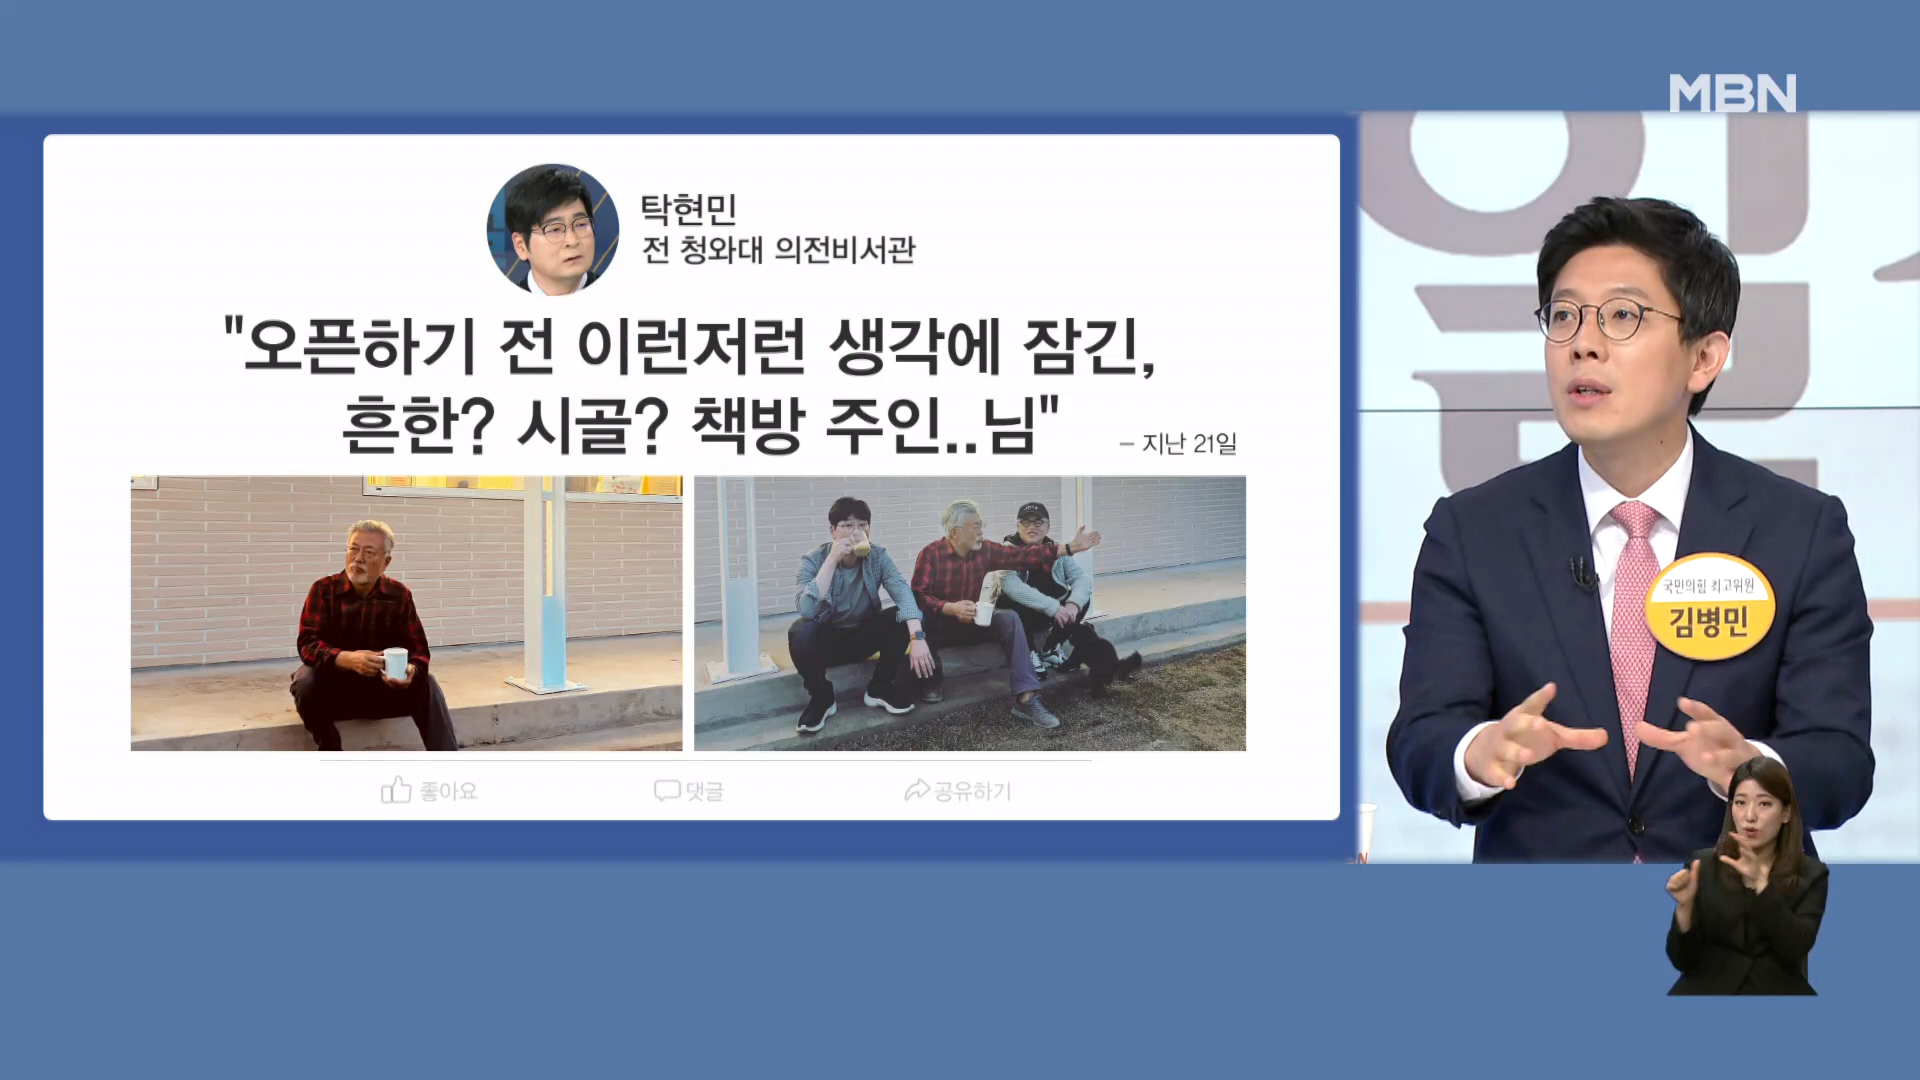 MBN
탁현민
전 청와대 의전비서관
"오픈하기 전 이런저런 생각에 잠긴,
흔한? 시골? 책방 주인..님"
– 지난 21일
좋아요
댓글
공유하기
국민의힘 최고위원
김병민